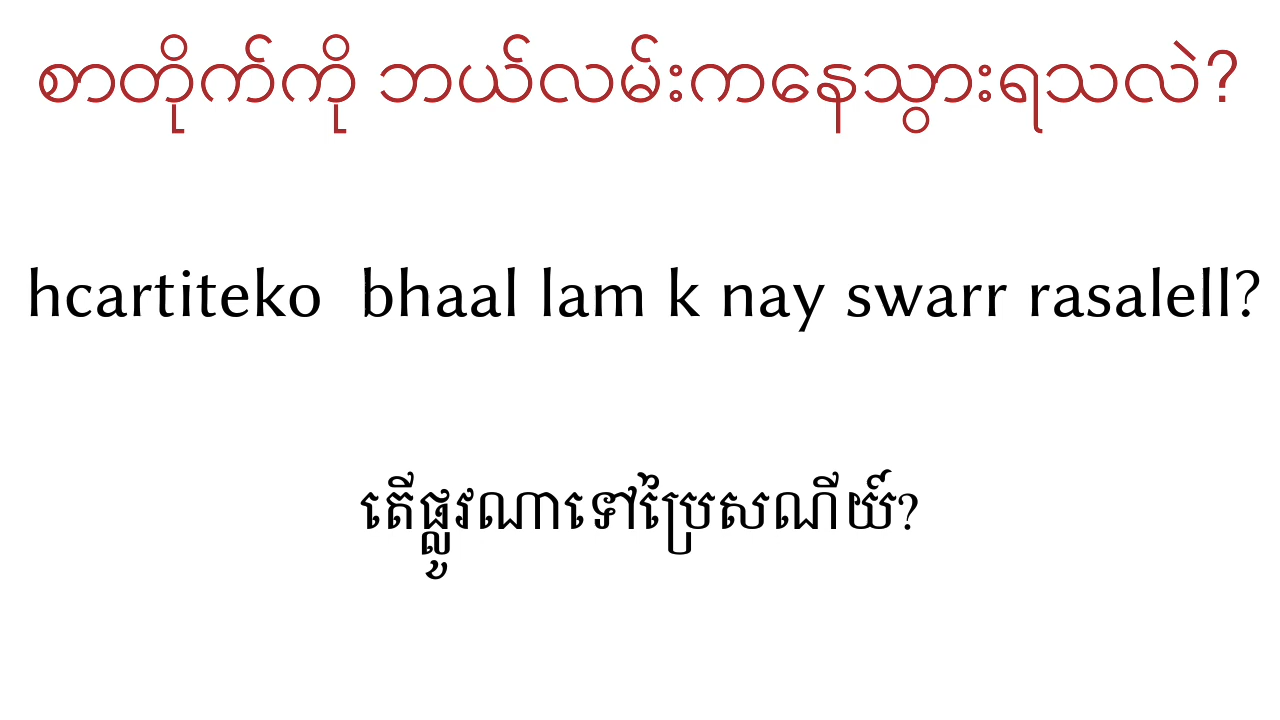 စာတိုက်ကို ဘယ်လမ်းကနေသွားရသလဲ?
hcartiteko bhaal lam k nay swarr rasalell?
តើផ្លូវណាទៅប្រៃសណីយ៍?